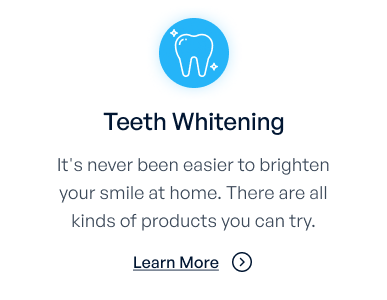 Teeth Whitening
It's never been easier to brighten
your smile at home. There are all
kinds of products you can try.
Learn More